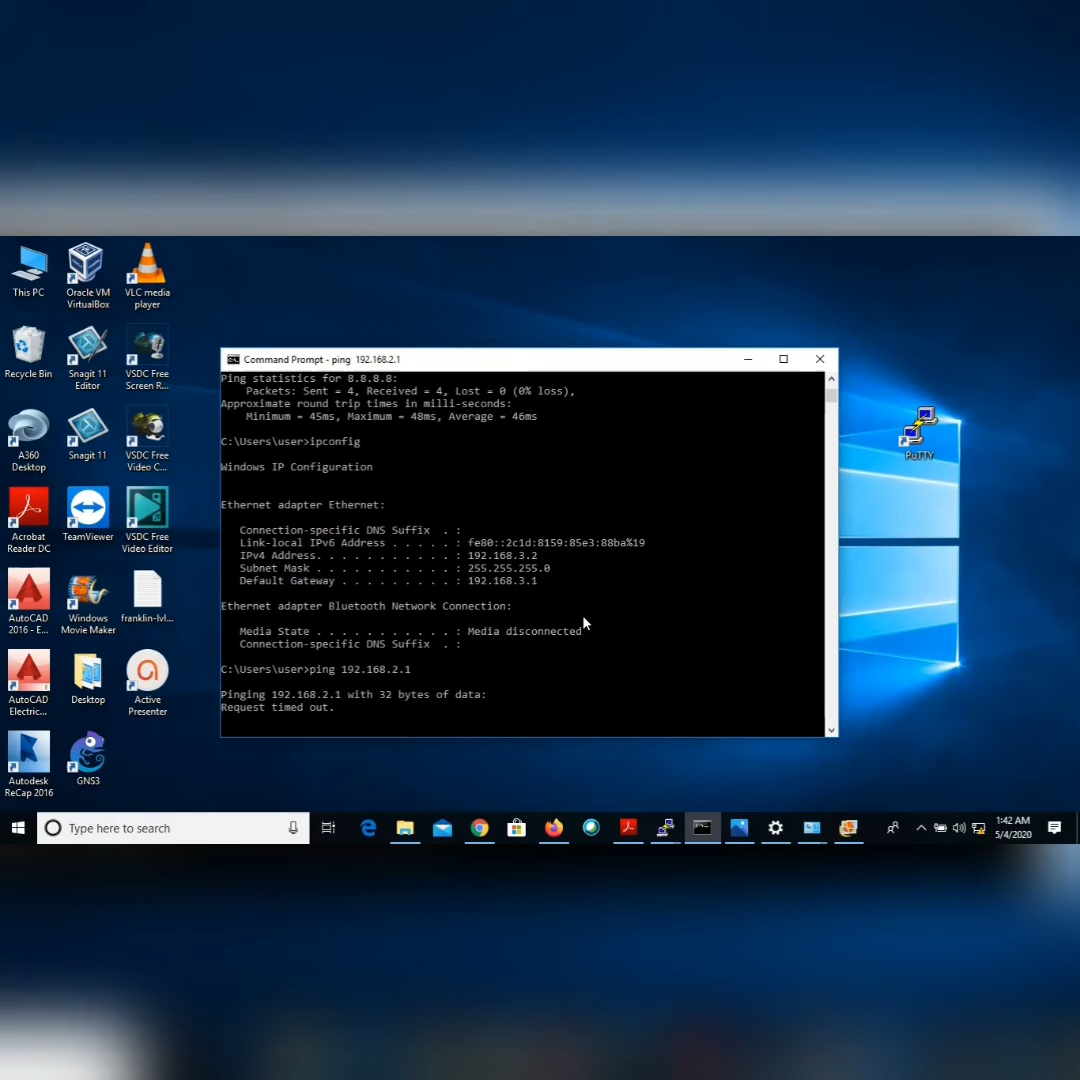 This PC
Oracle VM
VirtualBox
VLC media
player
Recycle Bin
Snagit 11
Editor
VSDC Free
Screen R...
A360
Desktop
Snagit 11
VSDC Free
Video C...
Acrobat
Reader DC
TeamViewer
VSDC Free
Video Editor
AutoCAD
2016 - E...
Windows
Movie Maker
franklin-lvl...
AutoCAD
Electric...
Desktop
Active
Presenter
Autodesk
ReCap 2016
GNS3
PuTTY
Command Prompt - ping 192.168.2.1
Ping statistics for 8.8.8.8:
Packets: Sent = 4, Received = 4, Lost = 0 (0% loss),
Approximate round trip times in milli-seconds:
Minimum = 45ms, Maximum = 48ms, Average = 46ms
C:\Users\user>ipconfig
Windows IP Configuration
Ethernet adapter Ethernet:
Connection-specific DNS Suffix . :
Link-local IPv6 Address . . . . . : fe80::2c1d:8159:85e3:88ba%19
IPv4 Address. . . . . . . . . . . : 192.168.3.2
Subnet Mask . . . . . . . . . . . : 255.255.255.0
Default Gateway . . . . . . . . . : 192.168.3.1
Ethernet adapter Bluetooth Network Connection:
Media State . . . . . . . . . . . : Media disconnected
Connection-specific DNS Suffix . :
C:\Users\user>ping 192.168.2.1
Pinging 192.168.2.1 with 32 bytes of data:
Request timed out.
Type here to search
1:42 AM
5/4/2020